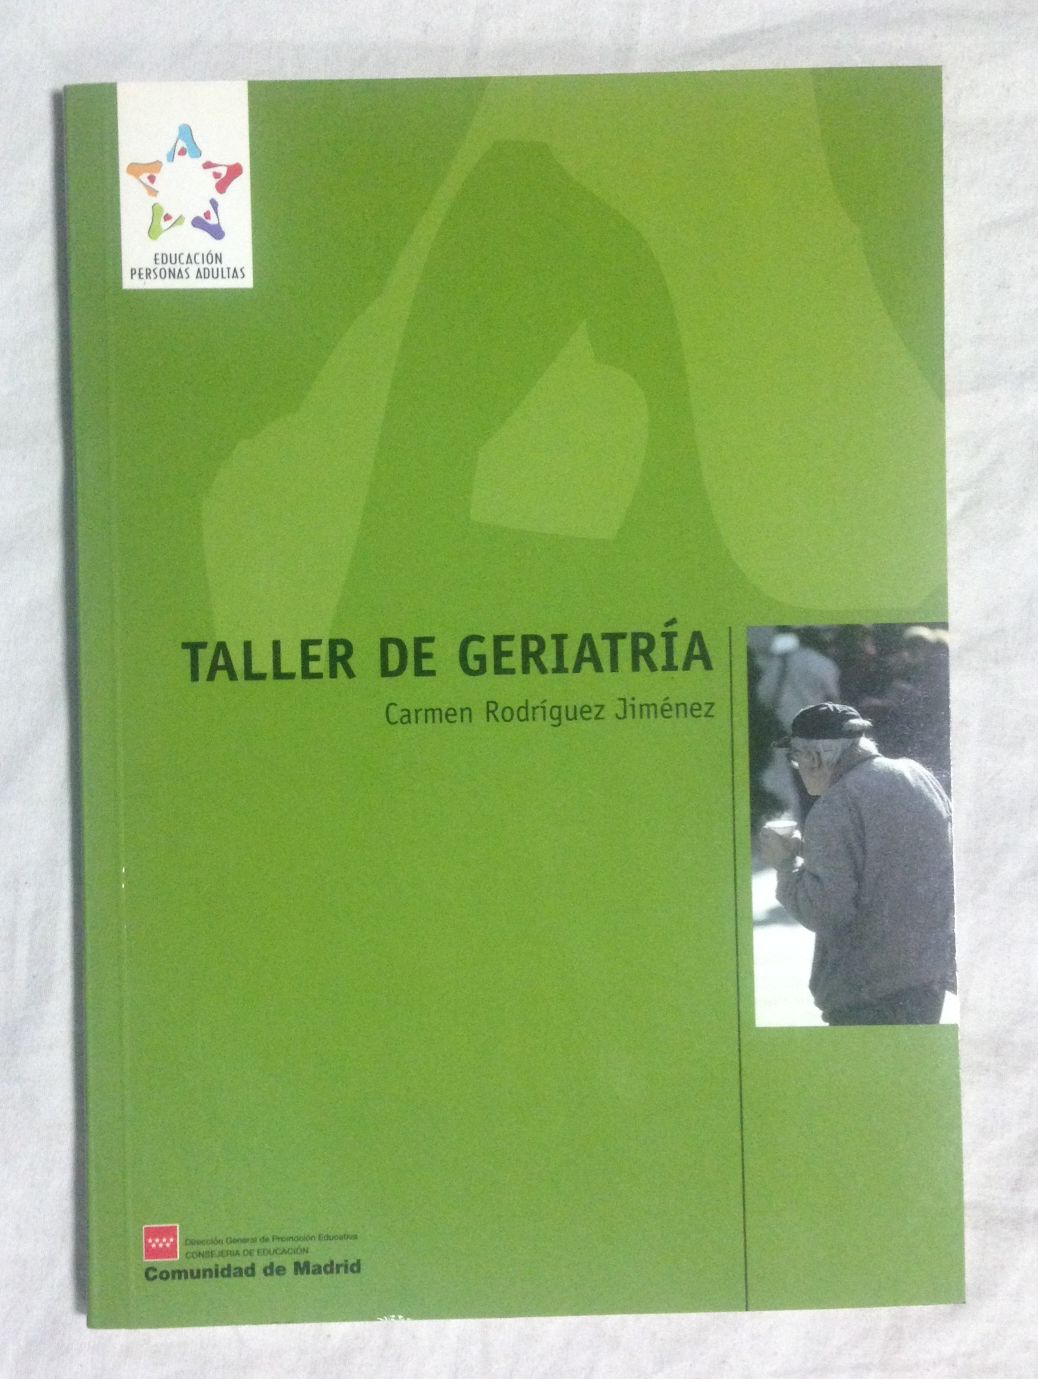 EDUCACIÓN
PERSONAS ADULTAS
TALLER DE GERIATRÍA
Carmen Rodríguez Jiménez
Dirección General de Promoción Educativa
CONSEJERIA DE EDUCACIÓN
Comunidad de Madrid